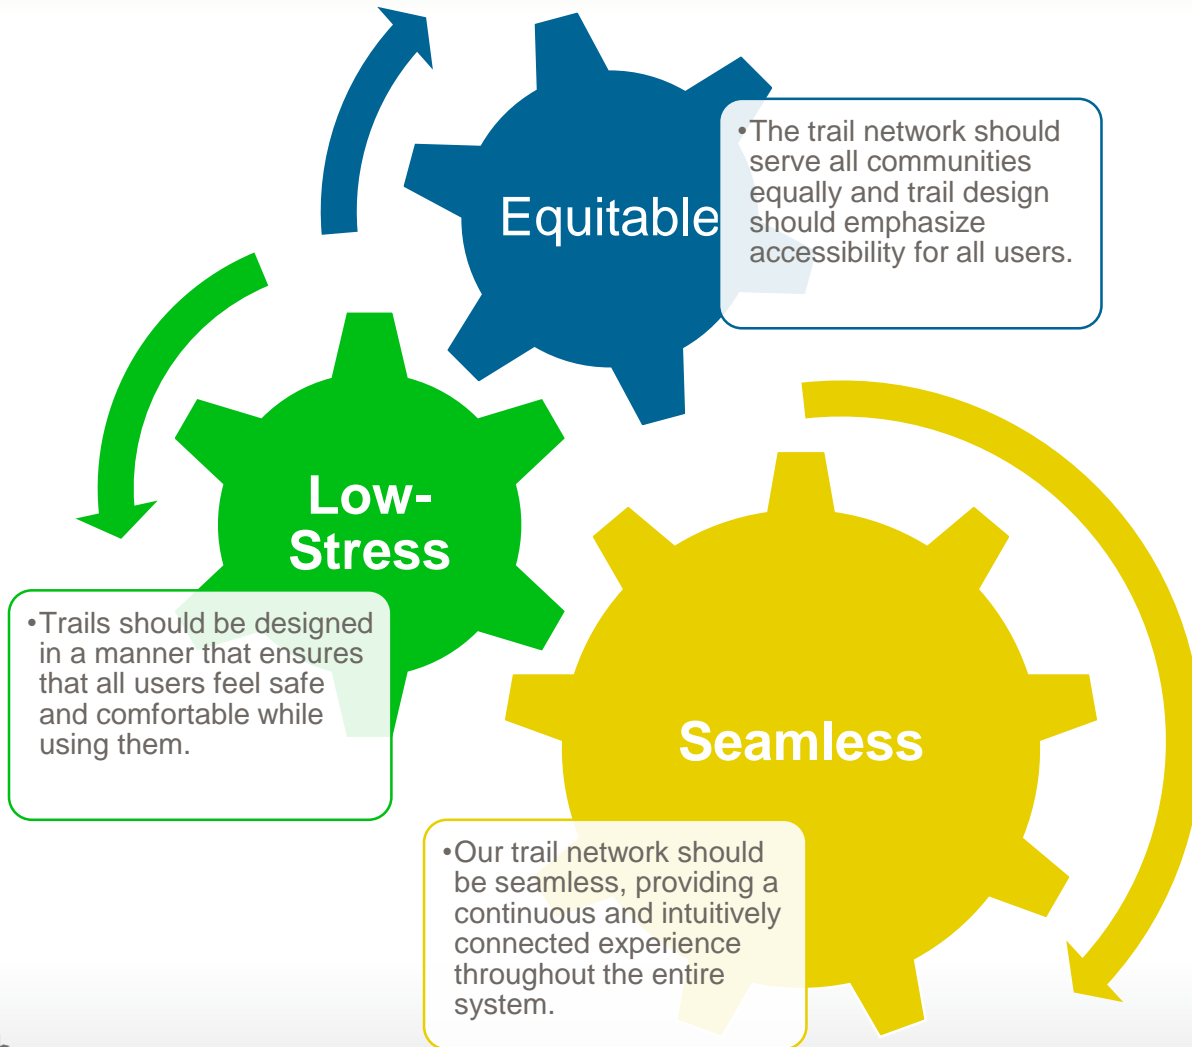 Equitable
•The trail network should
serve all communities
equally and trail design
should emphasize
accessibility for all users.
Low-
Stress
•Trails should be designed
in a manner that ensures
that all users feel safe
and comfortable while
using them.
Seamless
•Our trail network should
be seamless, providing a
continuous and intuitively
connected experience
throughout the entire
system.